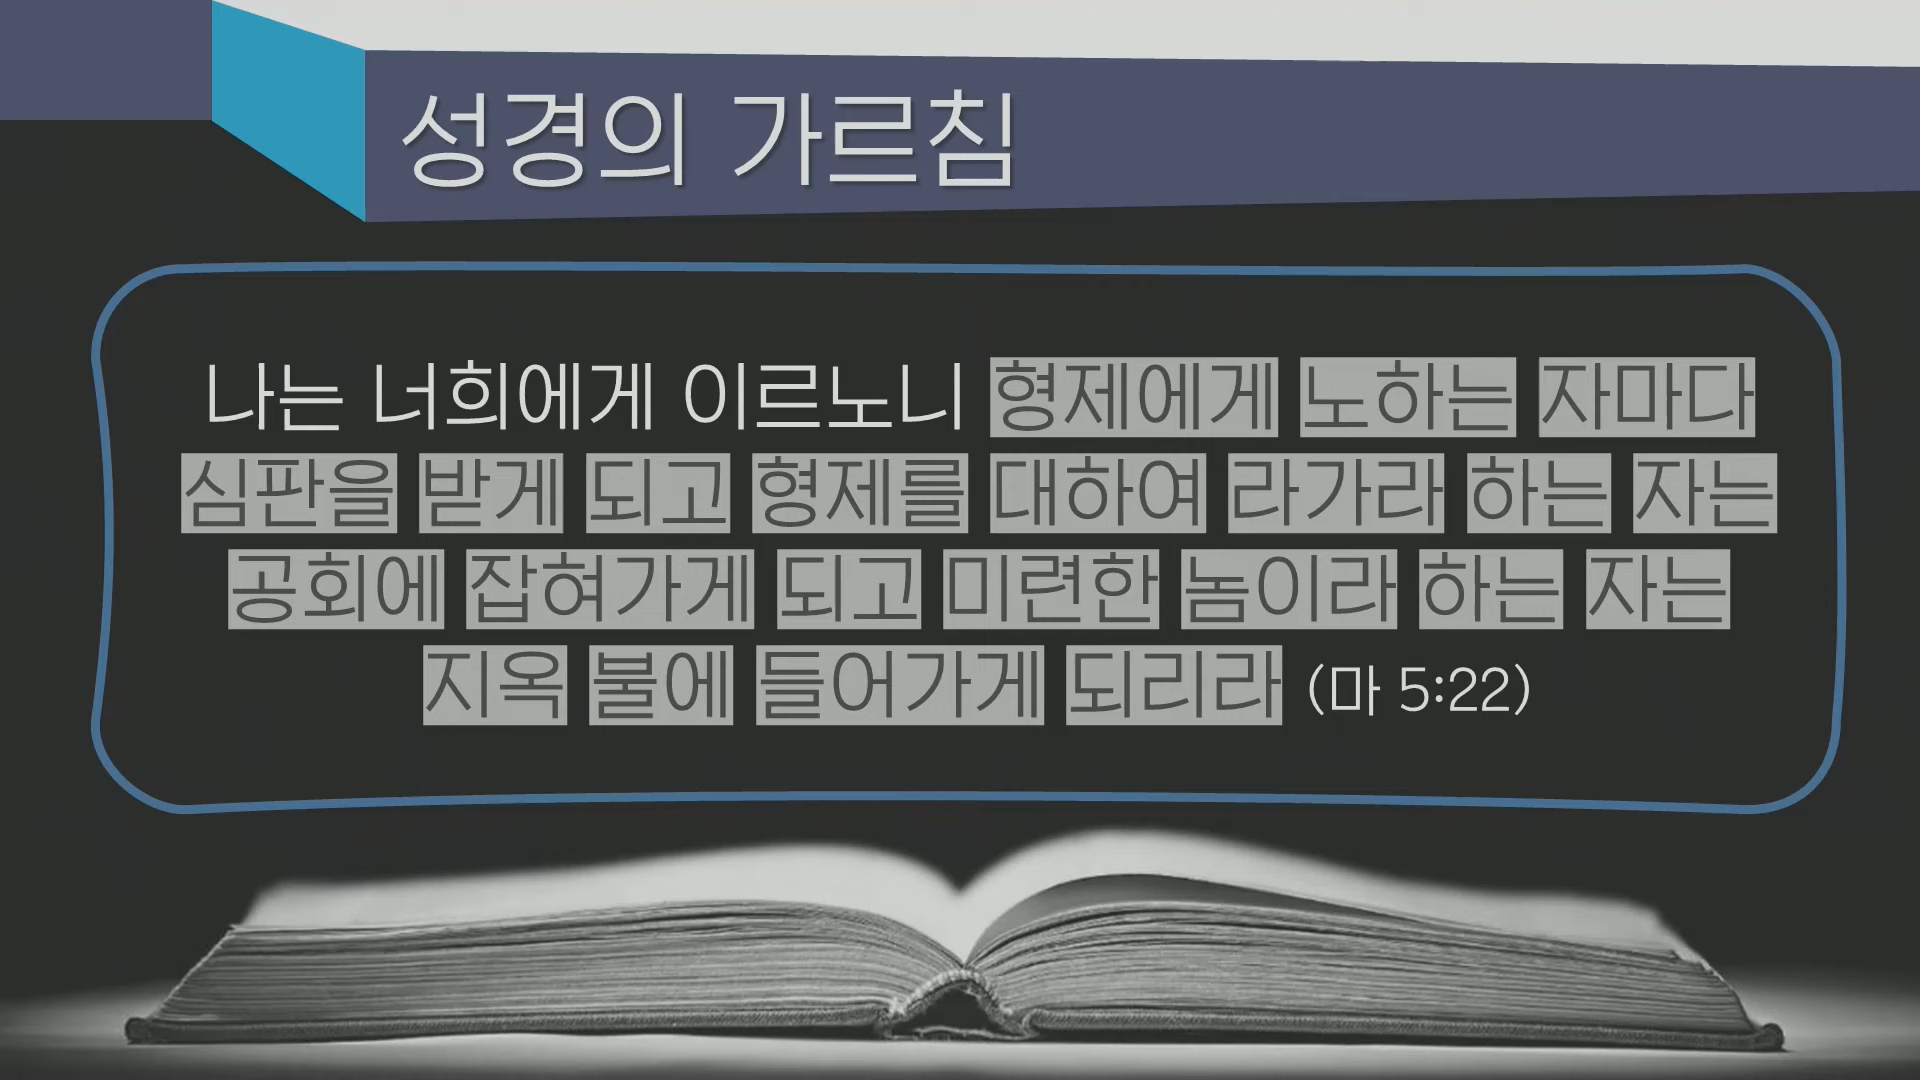 성경의 가르침
나는 너희에게 이르노니 형제에게 노하는 자마다
심판을 받게 되고 형제를 대하여 라가라 하는 자는
공회에 잡혀가게 되고 미련한 놈이라 하는 자는
지옥 불에 들어가게 되리라 (마 5:22)